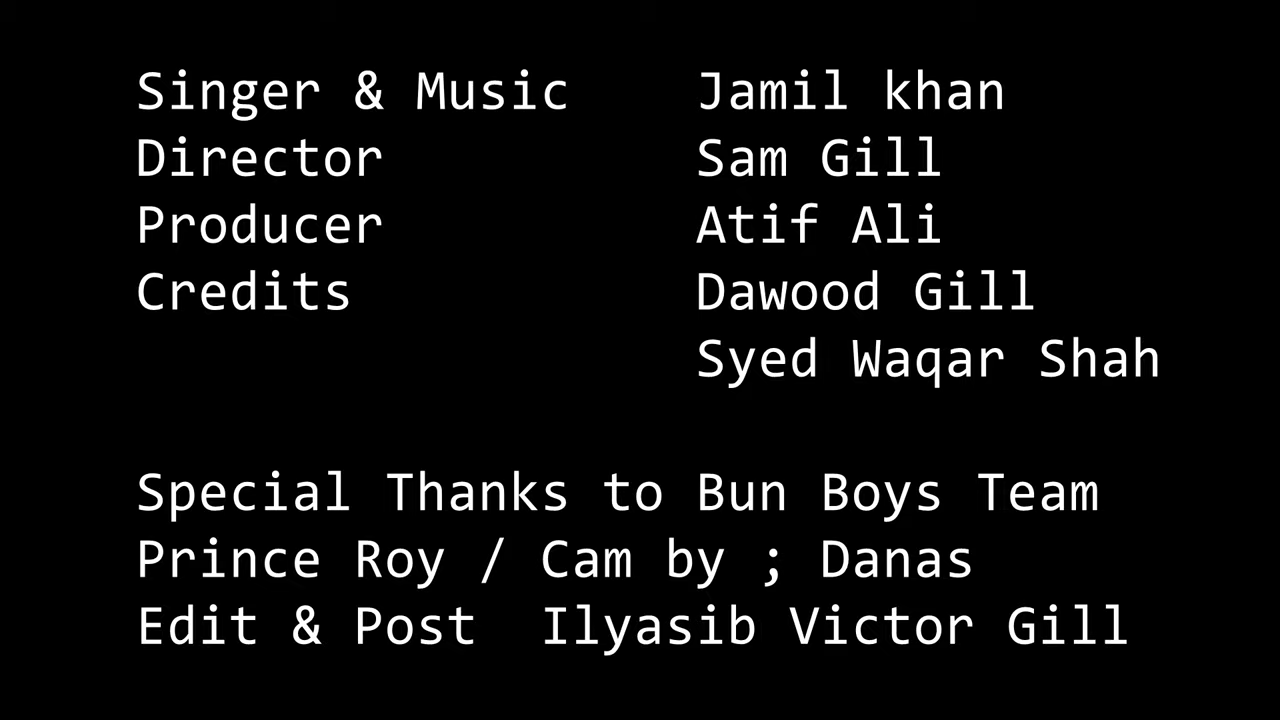 Singer & Music Jamil khan
Director Sam Gill
Producer Atif Ali
Credits Dawood Gill
Syed Waqar Shah
Special Thanks to Bun Boys Team
Prince Roy / Cam by ; Danas
Edit & Post Ilyasib Victor Gill